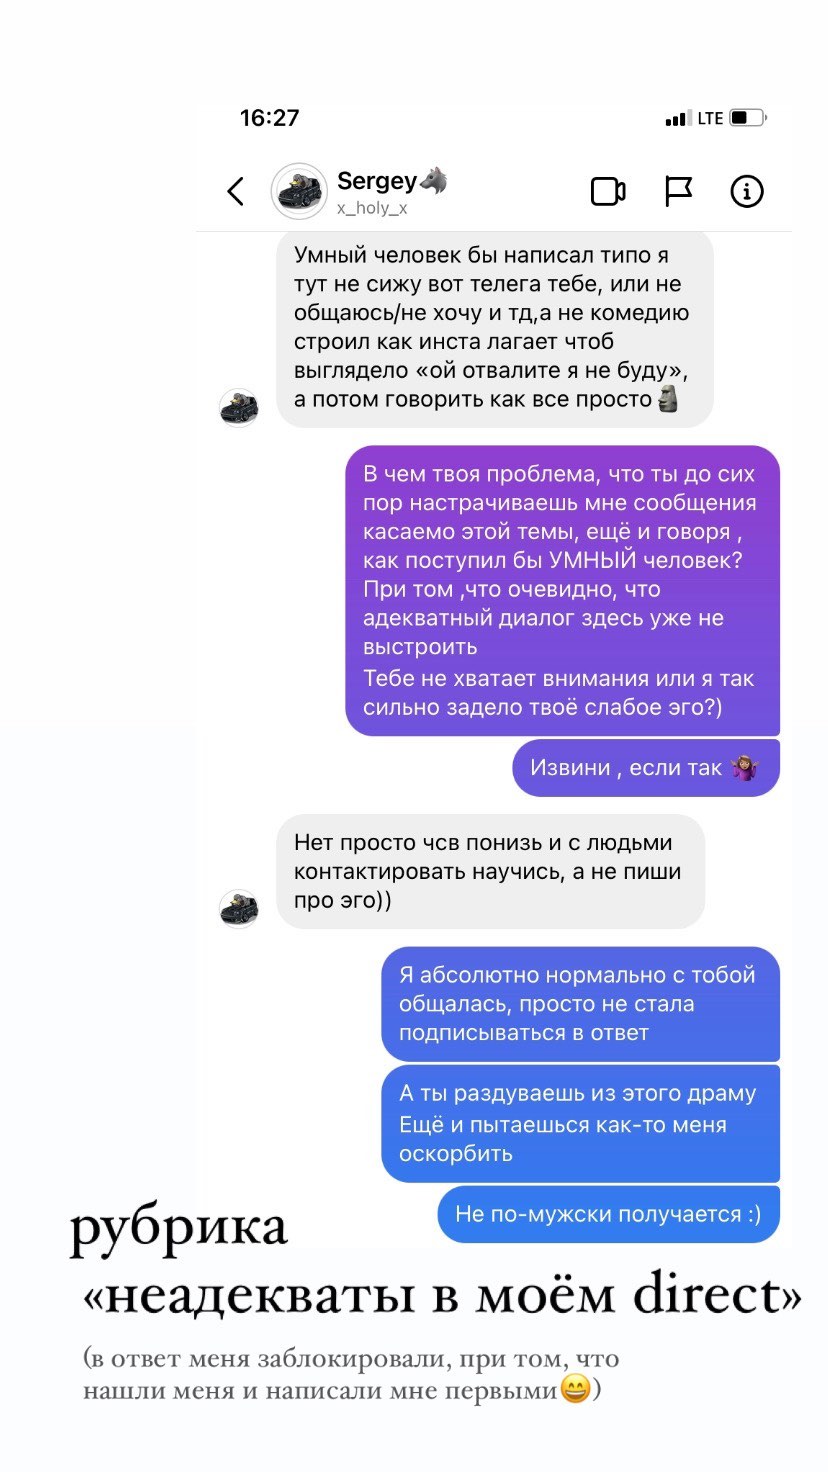 16:27
LTE
Sergey🐺
x_holy_x
Умный человек бы написал типо я
тут не сижу вот телега тебе, или не
общаюсь/не хочу и тд,а не комедию
строил как инста лагает чтоб
выглядело «ой отвалите я не буду»,
а потом говорить как все просто🗿
В чем твоя проблема, что ты до сих
пор настрачиваешь мне сообщения
касаемо этой темы, ещё и говоря ,
как поступил бы УМНЫЙ человек?
При том ,что очевидно, что
адекватный диалог здесь уже не
выстроить
Тебе не хватает внимания или я так
сильно задело твоё слабое эго?)
Извини , если так 🤷🏾‍♀️
Нет просто чсв понизь и с людьми
контактировать научись, а не пиши
про эго))
Я абсолютно нормально с тобой
общалась, просто не стала
подписываться в ответ
А ты раздуваешь из этого драму
Ещё и пытаешься как-то меня
оскорбить
Не по-мужски получается :)
рубрика
«неадекваты в моём direct»
(в ответ меня заблокировали, при том, что
нашли меня и написали мне первыми😄)